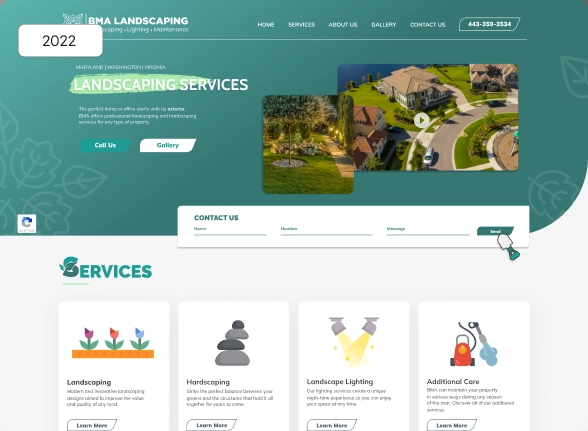 BMA LANDSCAPING
scaping • Lighting • Maintenance
2022
HOME SERVICES ABOUT US GALLERY CONTACT US 443-359-3534
MARYLAND | WASHINGTON | VIRGINIA
LANDSCAPING SERVICES
The perfect home or office starts with its exterior.
BMA offers professional landscaping and hardscaping
services for any type of property.
Call Us Gallery
CONTACT US
Name Number Message Send
SERVICES
Landscaping
Modern and innovative landscaping
designs aimed to improve the value
and quality of any land.
Learn More
Hardscaping
Strike the perfect balance between your
greens and the structures that hold it all
together for years to come.
Learn More
Landscape Lighting
Our lighting services create a unique
night-time experience so you can enjoy
your space at any time.
Learn More
Additional Care
BMA can maintain your property
in various ways during any season
of the year. Discover all of our additional
services.
Learn More